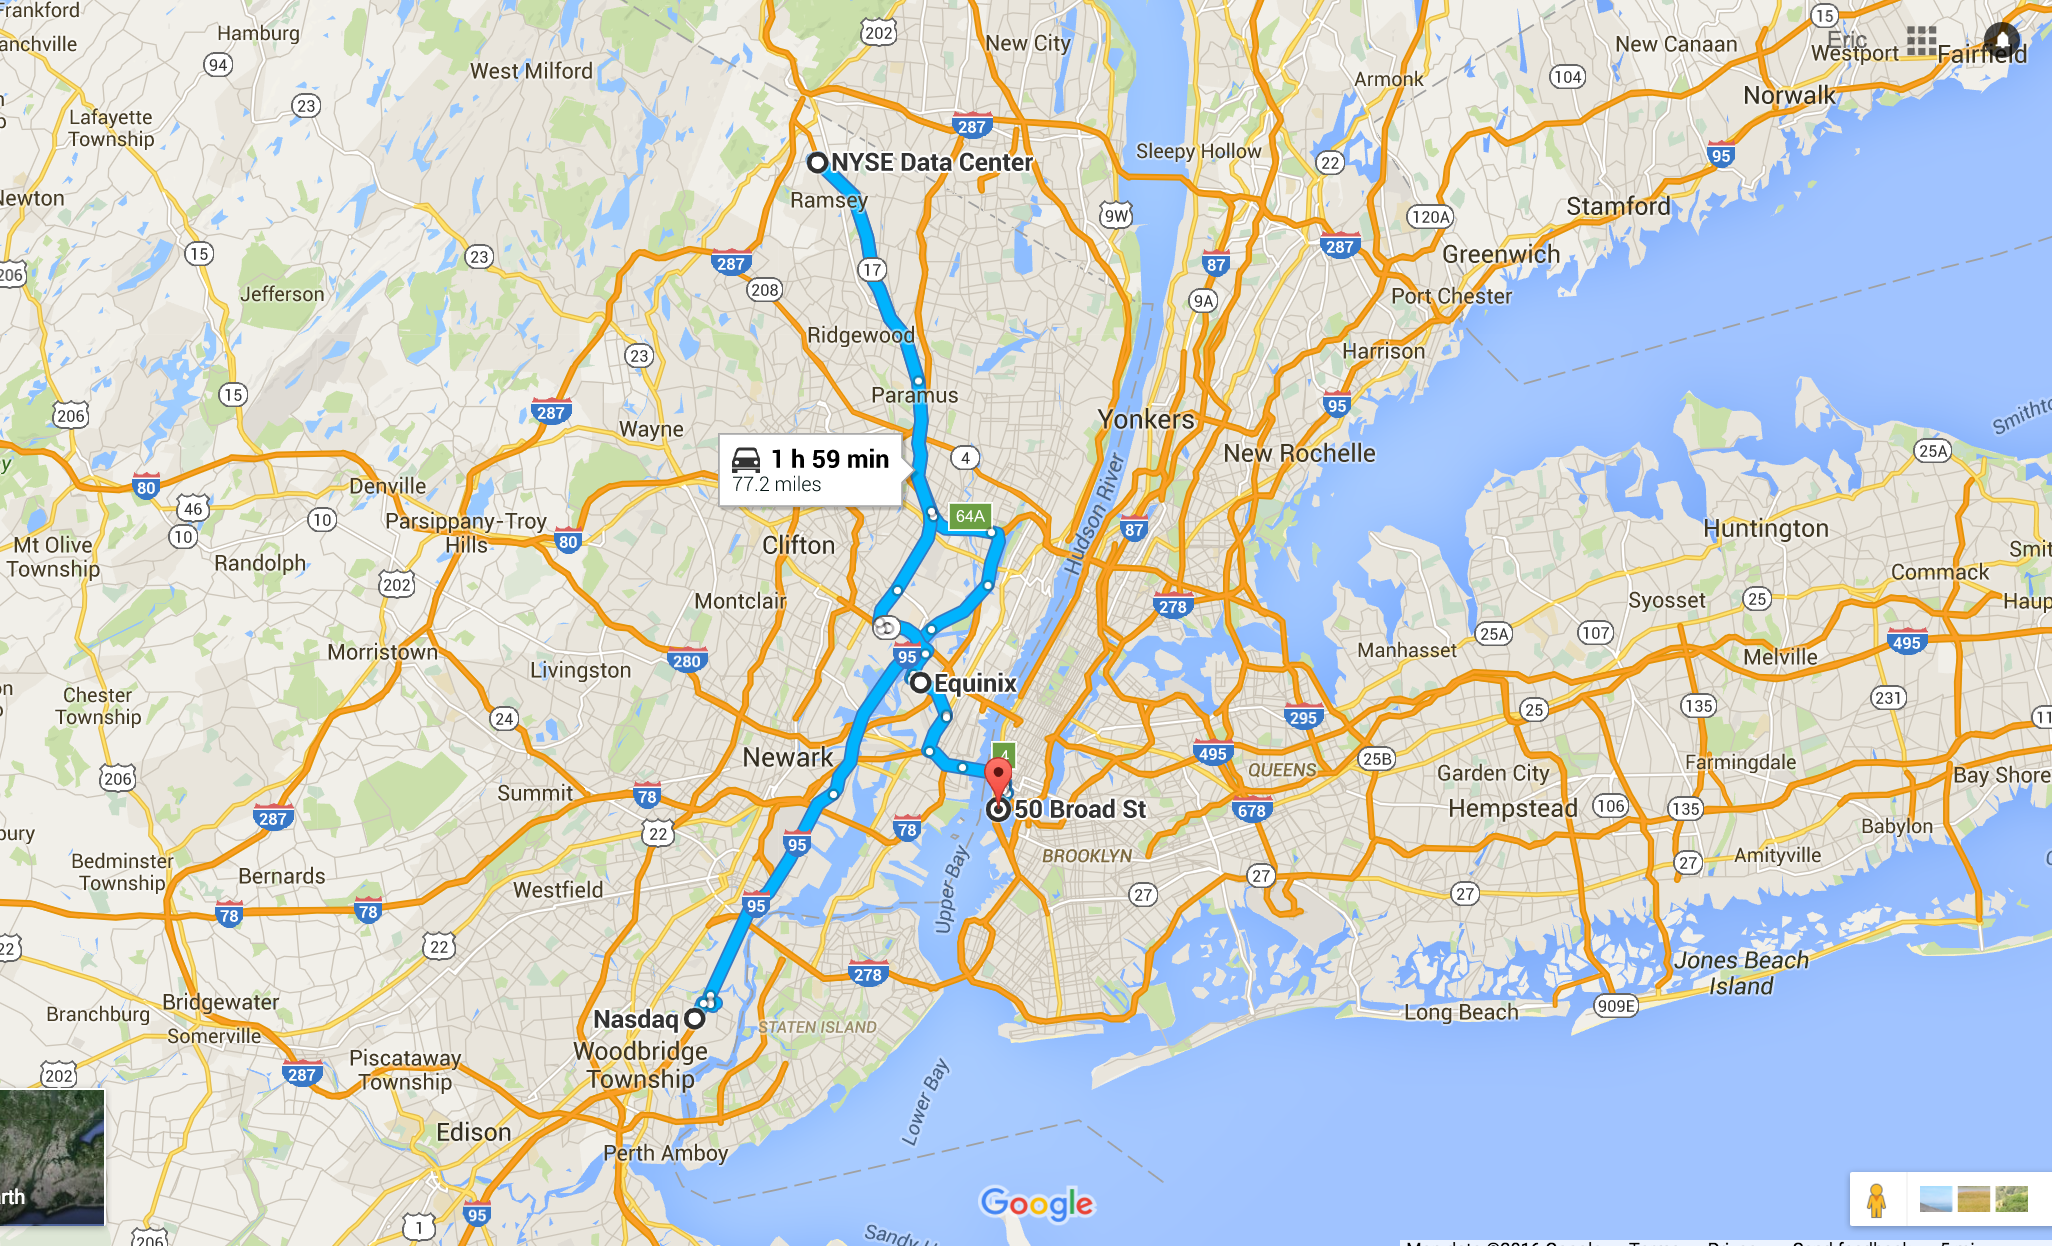 Frankford
Hamburg
202
New City
15
Eric
New Canaan
Westport
Fairfield
anchville
94
West Milford
Armonk
104
Norwalk
23
Lafayette
Township
287
Sleepy Hollow
22
95
NYSE Data Center
Newton
Ramsey
9W
120A
Stamford
15
23
287
87
287
Greenwich
206
17
208
9A
Port Chester
Jefferson
Ridgewood
23
Harrison
15
Paramus
206
287
Wayne
Yonkers
95
New Rochelle
Smithto
25A
1 h 59 min
77.2 miles
4
80
Denville
46
10
10
Parsippany-Troy
Hills
80
64A
87
Hudson River
Huntington
Mt Olive
Township
Randolph
Clifton
Smit
202
Montclair
278
Commack
Syosset
25
Haup
3
25A
107
495
Morristown
280
95
Manhasset
Melville
Livingston
Equinix
Chester
Township
24
295
25
135
231
11
Newark
4
495
QUEENS
25B
Garden City
Farmingdale
Bay Shore
206
Summit
78
50 Broad St
678
Hempstead
106
135
287
22
95
78
BROOKLYN
Babylon
bury
Bedminster
Township
Bernards
Westfield
27
27
Amityville
78
78
95
Upper Bay
27
27
22
22
278
Jones Beach
Island
Bridgewater
Branchburg
Somerville
Nasdaq
STATEN ISLAND
Long Beach
909E
Woodbridge
Township
202
287
Piscataway
Township
Lower Bay
Edison
Perth Amboy
rth
95
1
206
Google
Sandy H